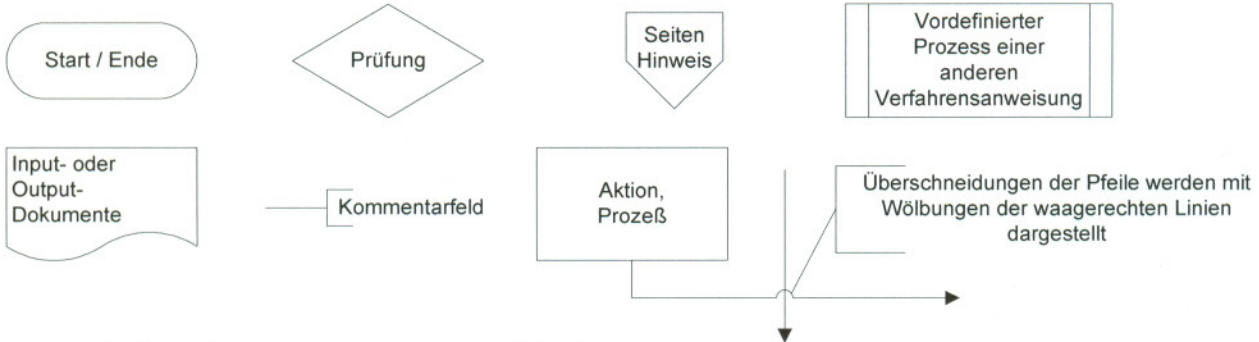 Start / Ende
Prüfung
Seiten
Hinweis
Vordefinierter
Prozess einer
anderen
Verfahrensanweisung
Input- oder
Output-
Dokumente
Kommentarfeld
Aktion,
Prozeß
Überschneidungen der Pfeile werden mit
Wölbungen der waagerechten Linien
dargestellt